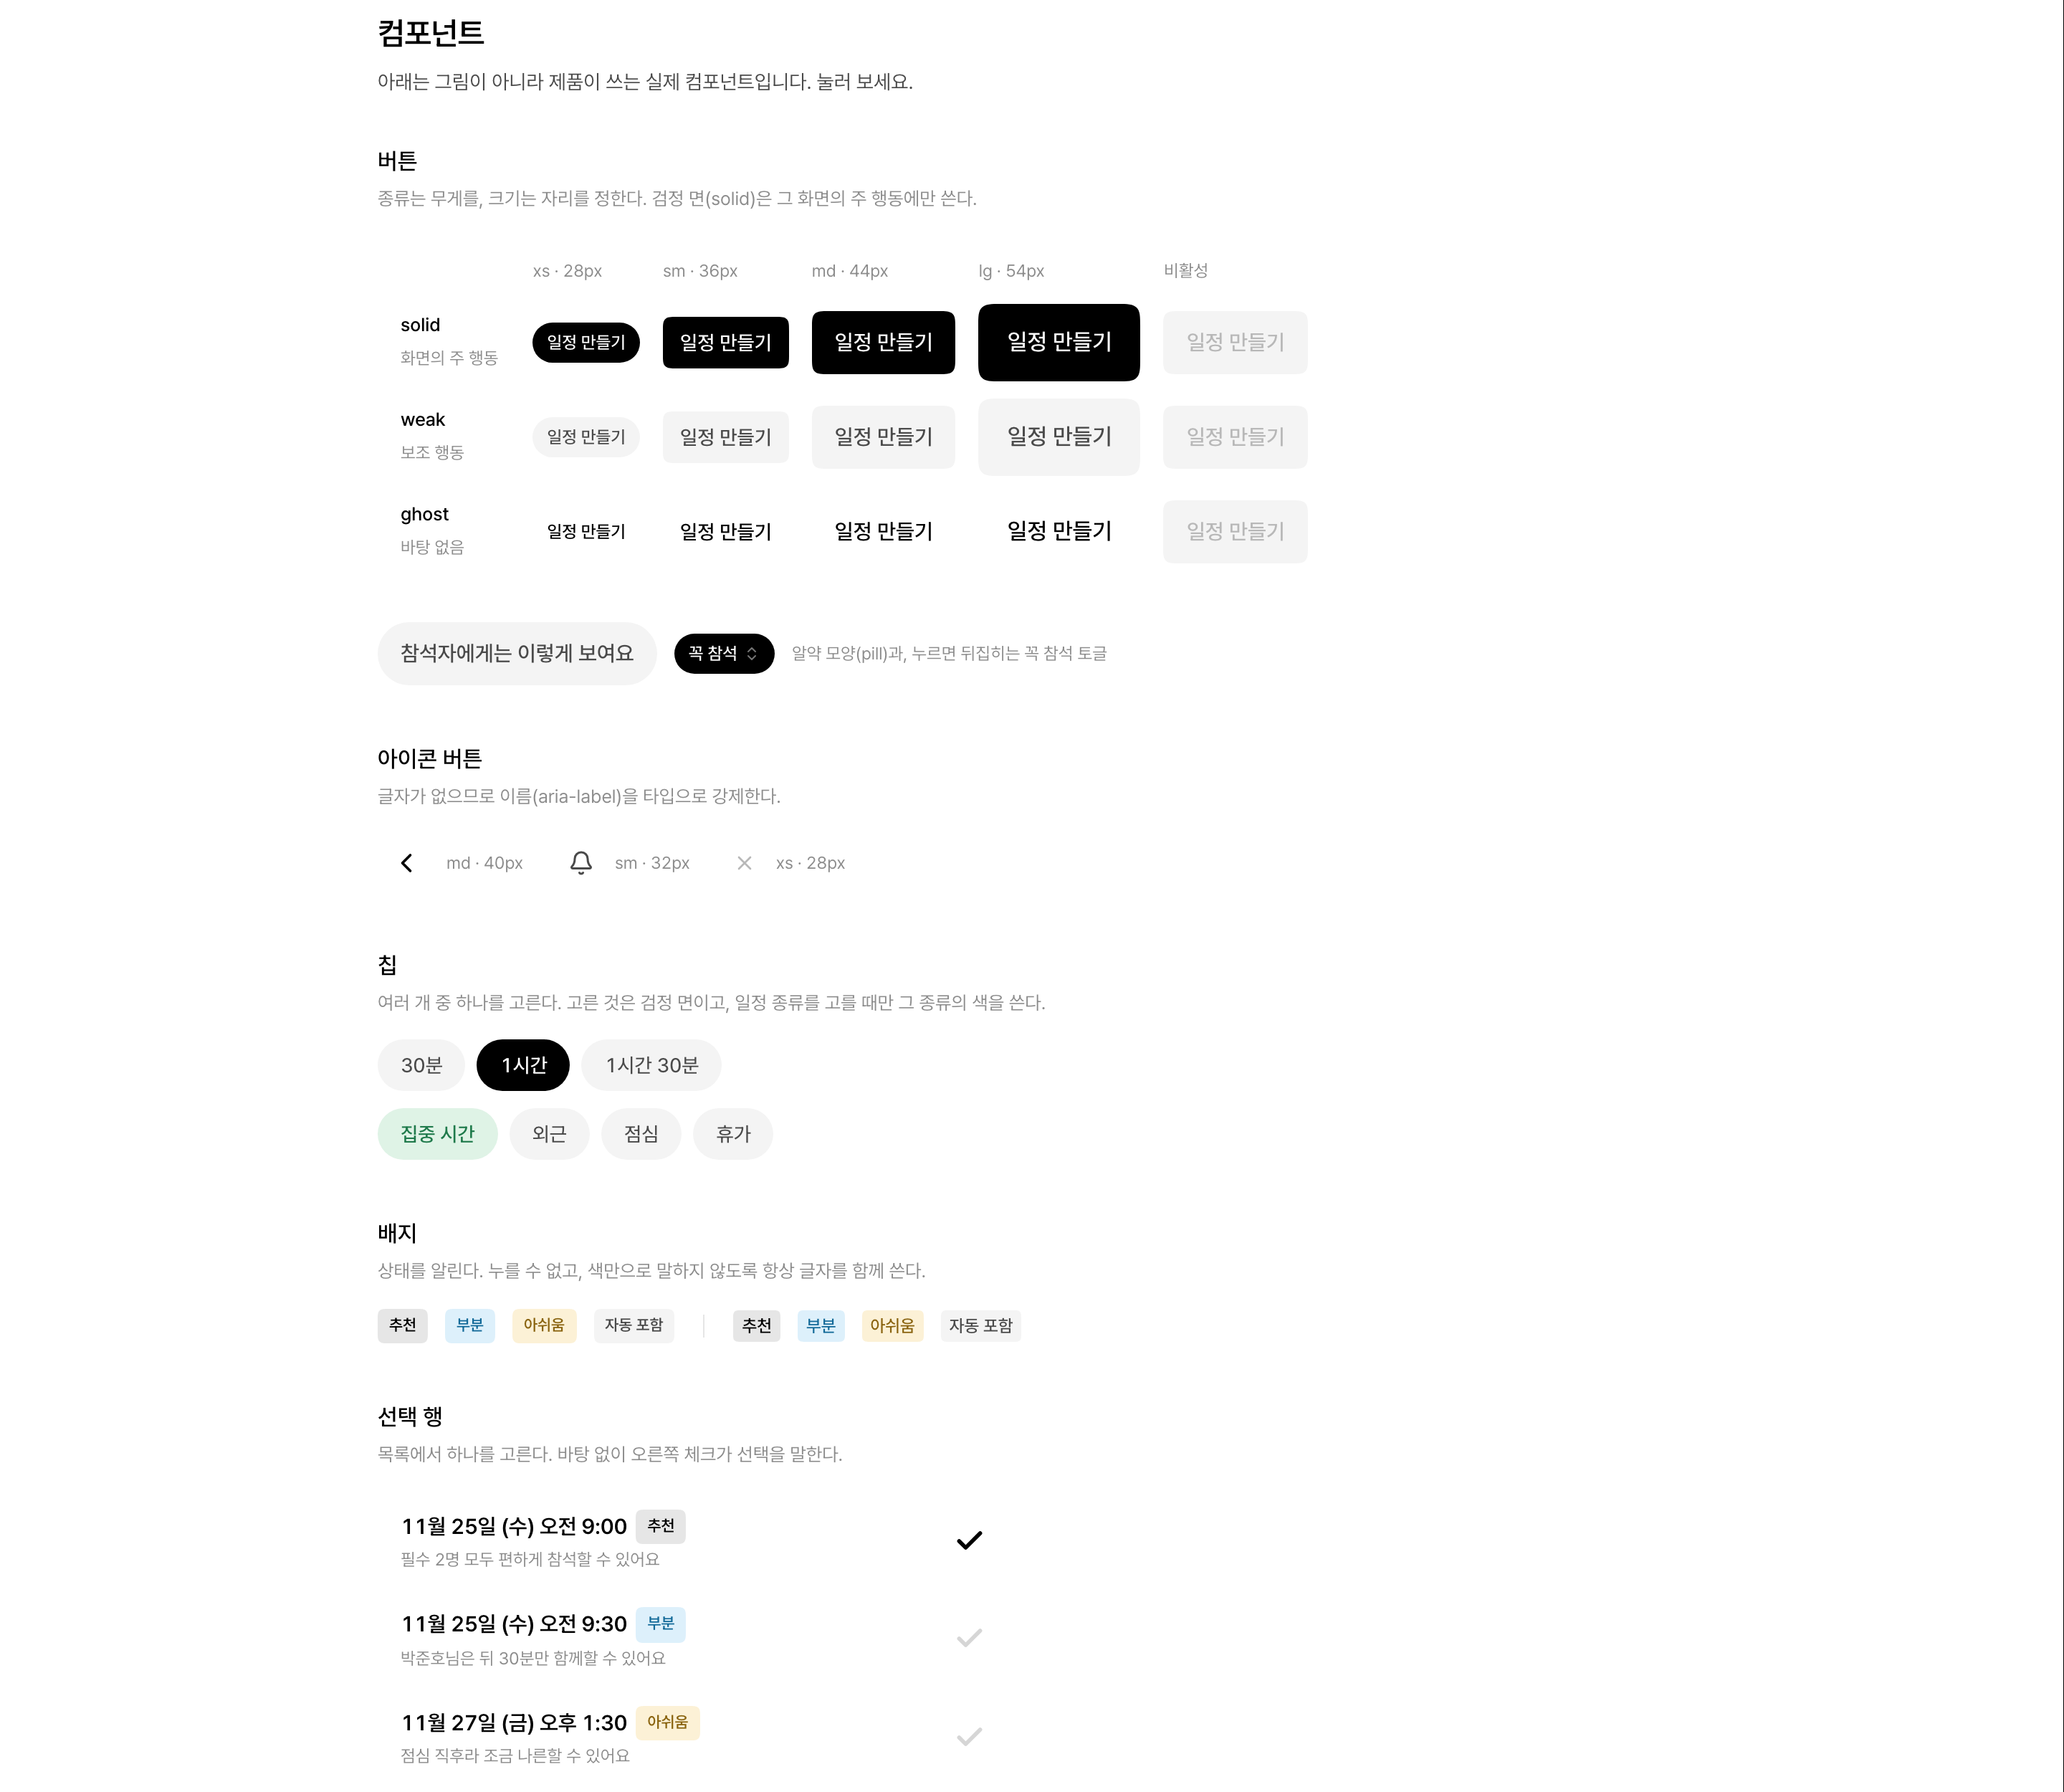 컴포넌트
아래는 그림이 아니라 제품이 쓰는 실제 컴포넌트입니다. 눌러 보세요.
버튼
종류는 무게를, 크기는 자리를 정한다. 검정 면(solid)은 그 화면의 주 행동에만 쓴다.
xs · 28px sm · 36px md · 44px lg · 54px 비활성
solid
화면의 주 행동
일정 만들기 일정 만들기 일정 만들기 일정 만들기 일정 만들기
weak
보조 행동
일정 만들기 일정 만들기 일정 만들기 일정 만들기 일정 만들기
ghost
바탕 없음
일정 만들기 일정 만들기 일정 만들기 일정 만들기 일정 만들기
참석자에게는 이렇게 보여요 꼭 참석 알약 모양(pill)과, 누르면 뒤집히는 꼭 참석 토글
아이콘 버튼
글자가 없으므로 이름(aria-label)을 타입으로 강제한다.
md · 40px sm · 32px xs · 28px
칩
여러 개 중 하나를 고른다. 고른 것은 검정 면이고, 일정 종류를 고를 때만 그 종류의 색을 쓴다.
30분 1시간 1시간 30분
집중 시간 외근 점심 휴가
배지
상태를 알린다. 누를 수 없고, 색만으로 말하지 않도록 항상 글자를 함께 쓴다.
추천 부분 아쉬움 자동 포함 추천 부분 아쉬움 자동 포함
선택 행
목록에서 하나를 고른다. 바탕 없이 오른쪽 체크가 선택을 말한다.
11월 25일 (수) 오전 9:00 추천
필수 2명 모두 편하게 참석할 수 있어요
11월 25일 (수) 오전 9:30 부분
박준호님은 뒤 30분만 함께할 수 있어요
11월 27일 (금) 오후 1:30 아쉬움
점심 직후라 조금 나른할 수 있어요